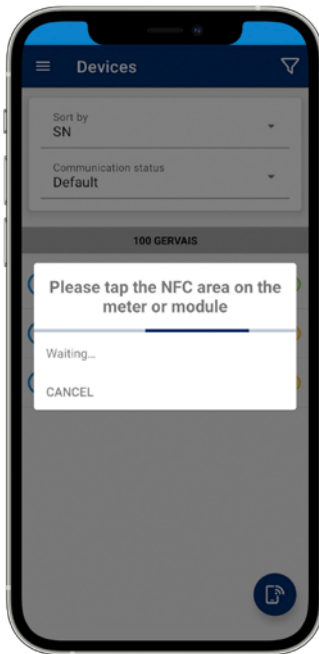 Devices
Sort by
SN
Communication status
Default
100 GERVAIS
Please tap the NFC area on the
meter or module
Waiting...
CANCEL